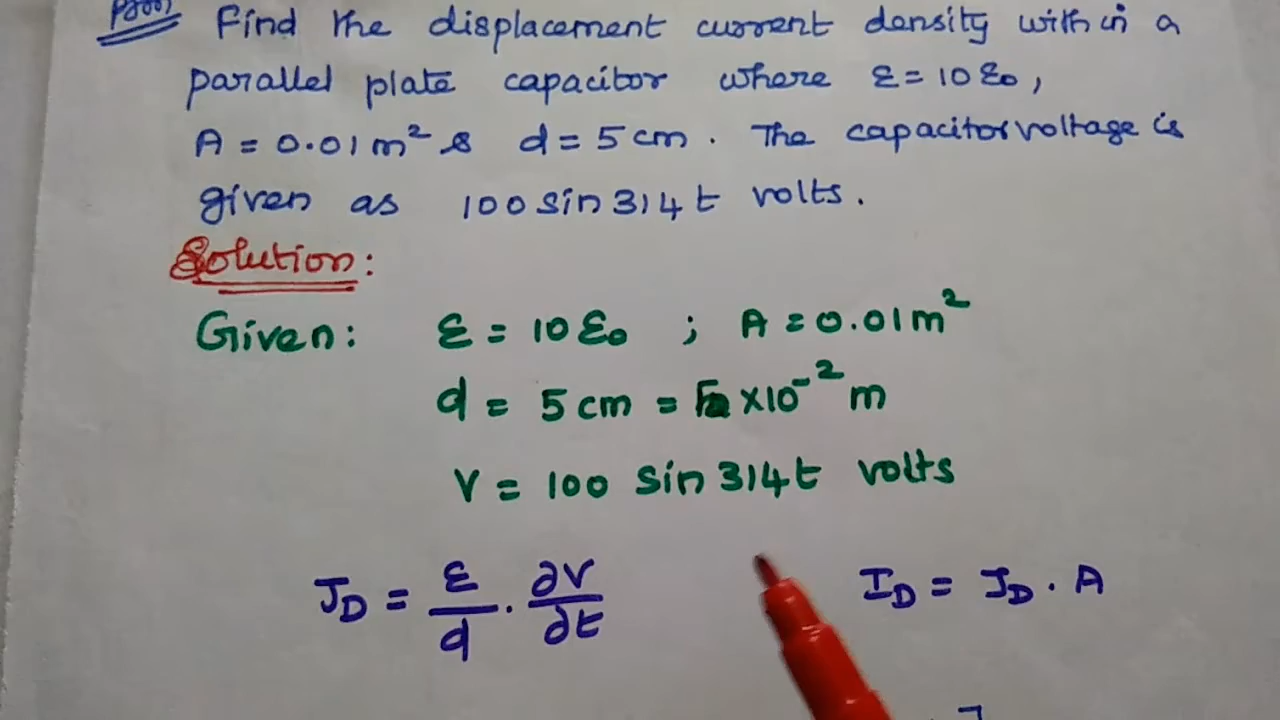 Find the displacement current density with in a
parallel plate capacitor where ε = 10 ε₀,
A = 0.01 m² & d = 5 cm . The capacitor voltage is
given as 100 sin 314 t volts .
Solution :
Given : ε = 10 ε₀ ; A = 0.01 m²
d = 5 cm = 5 × 10⁻² m
V = 100 sin 314 t volts
J_D = ε/d . ∂V/∂t I_D = J_D . A